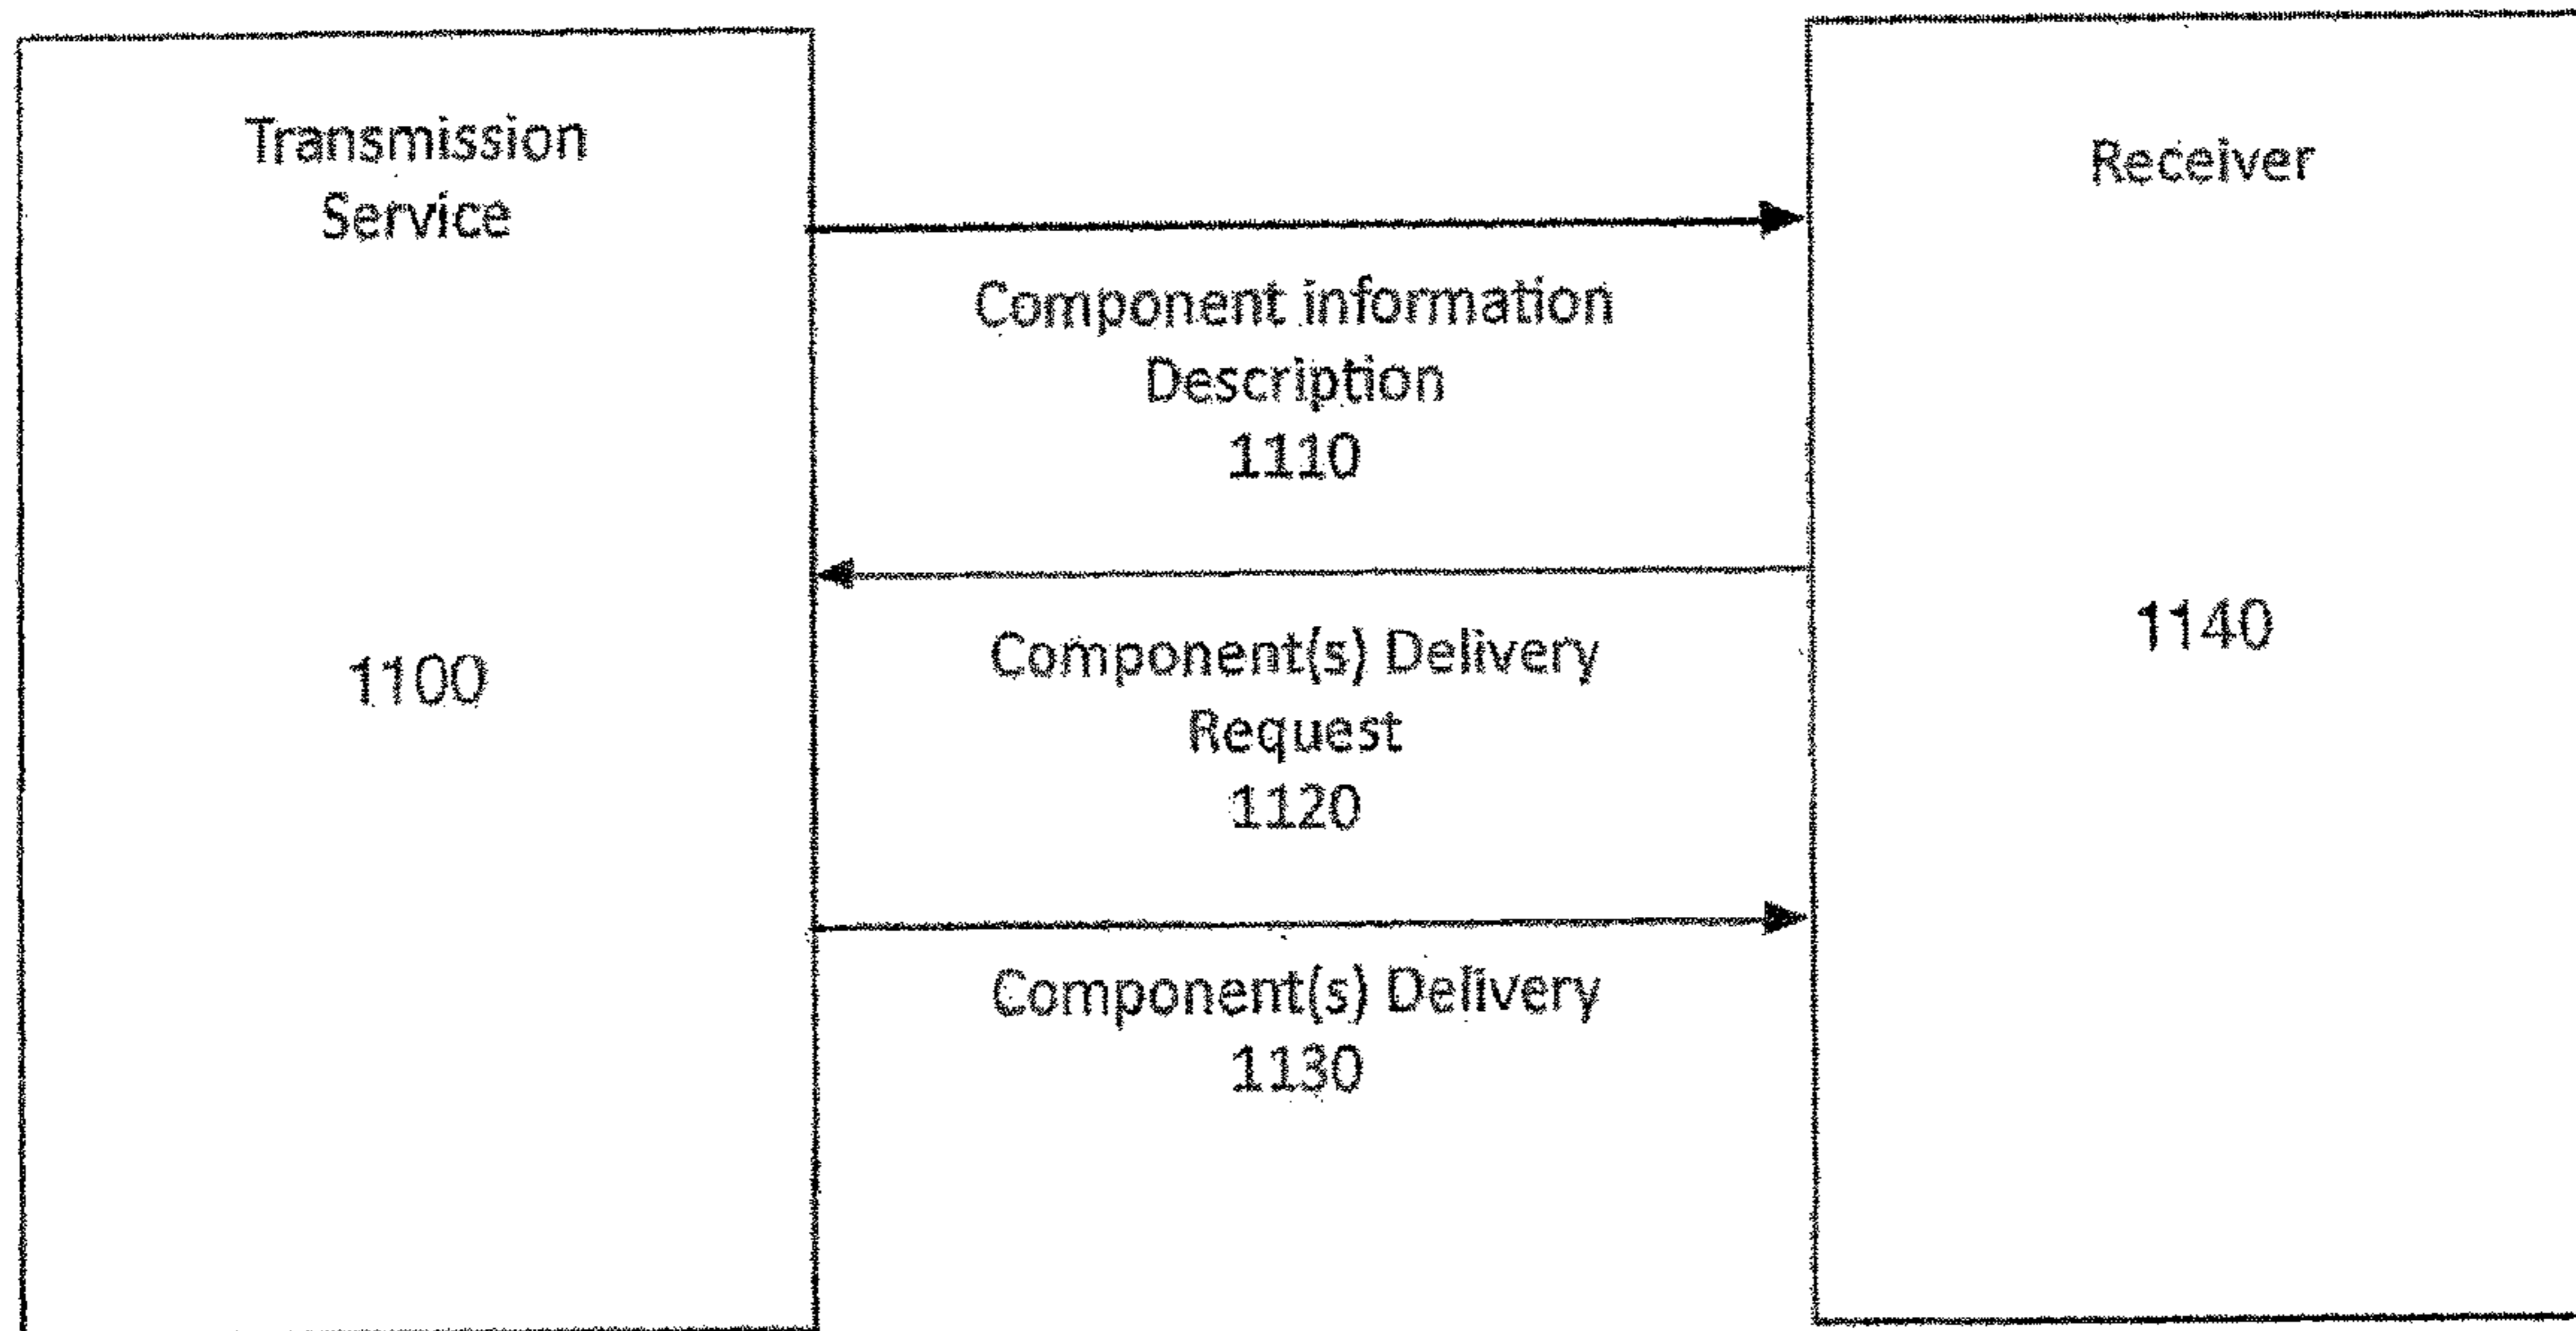 Transmission
Service
1100
Component information
Description
1110
Component(s) Delivery
Request
1120
Component(s) Delivery
1130
Receiver
1140